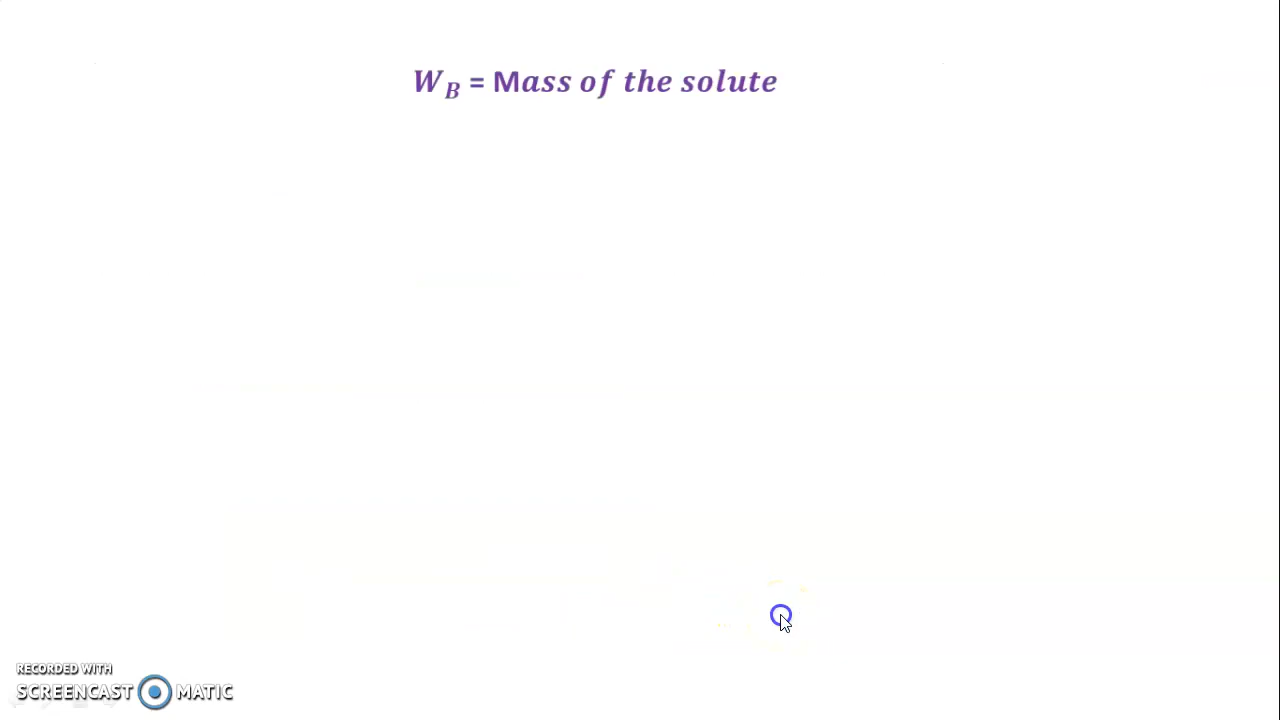 W_B = Mass of the solute
RECORDED WITH
SCREENCAST MATIC